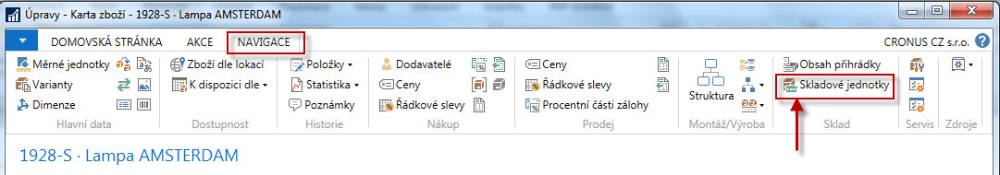 Úpravy - Karta zboží - 1928-S · Lampa AMSTERDAM
DOMOVSKÁ STRÁNKA AKCE NAVIGACE CRONUS CZ s.r.o.
Měrné jednotky Zboží dle lokací Položky Dodavatelé Ceny Obsah přihrádky
Varianty K dispozici dle Statistika Ceny Řádkové slevy Struktura Skladové jednotky
Dimenze Poznámky Řádkové slevy Procentní části zálohy
Hlavní data Dostupnost Historie Nákup Prodej Montáž/Výroba Sklad Servis Zdroje
1928-S · Lampa AMSTERDAM